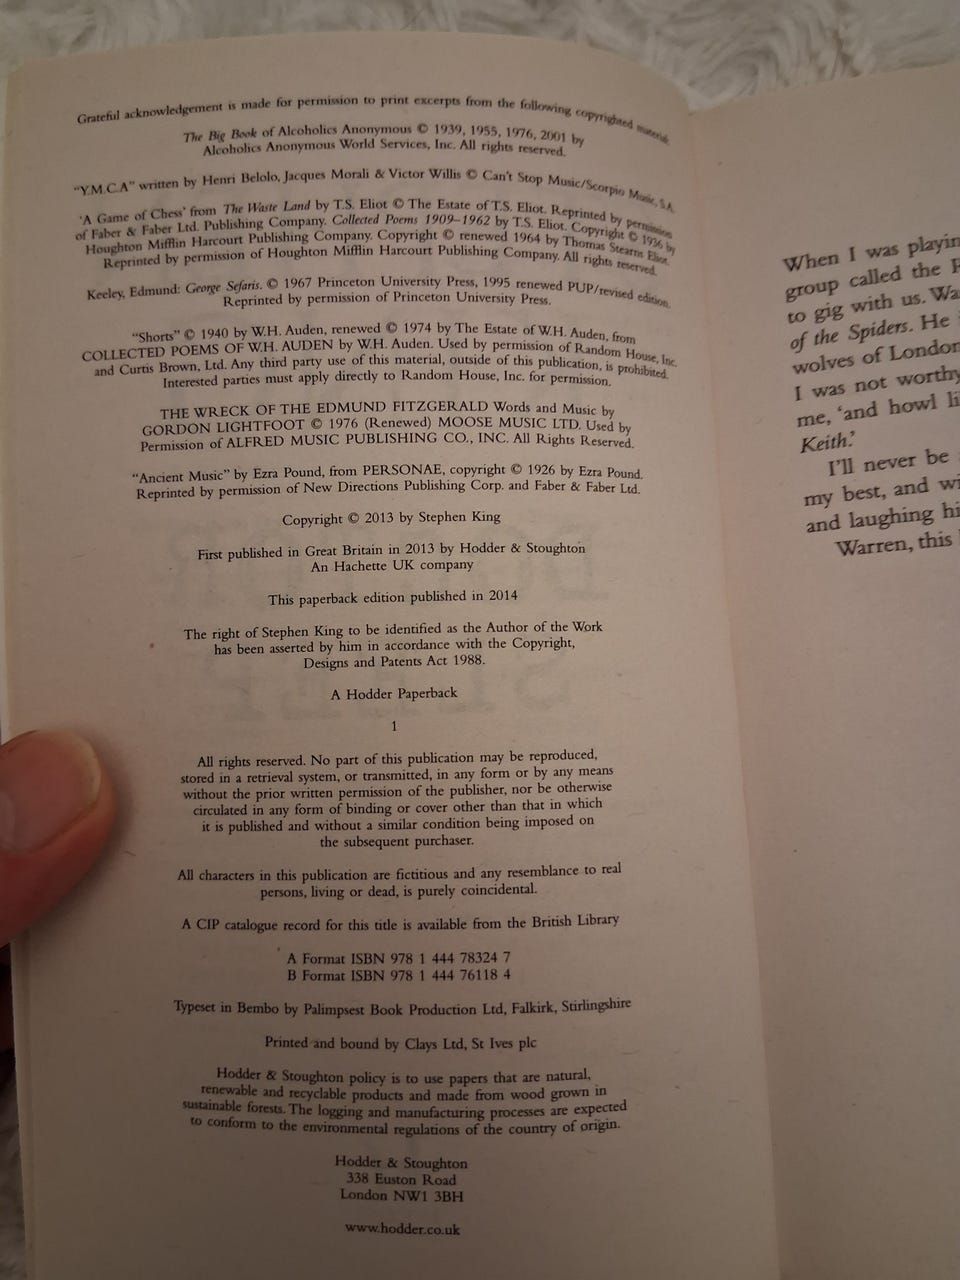 Grateful acknowledgement is made for permission to print excerpts from the following copyrighted material:
The Big Book of Alcoholics Anonymous © 1939, 1955, 1976, 2001 by
Alcoholics Anonymous World Services, Inc. All rights reserved.
"Y.M.C.A" written by Henri Belolo, Jacques Morali & Victor Willis © Can't Stop Music/Scorpio Music, S.A.
'A Game of Chess' from The Waste Land by T.S. Eliot © The Estate of T.S. Eliot. Reprinted by permission
of Faber & Faber Ltd. Publishing Company. Collected Poems 1909–1962 by T.S. Eliot. Copyright © 1936 by
Houghton Mifflin Harcourt Publishing Company. Copyright © renewed 1964 by Thomas Stearns Eliot.
Reprinted by permission of Houghton Mifflin Harcourt Publishing Company. All rights reserved.
Keeley, Edmund: George Sefaris. © 1967 Princeton University Press, 1995 renewed PUP/revised edition.
Reprinted by permission of Princeton University Press.
"Shorts" © 1940 by W.H. Auden, renewed © 1974 by The Estate of W.H. Auden, from
COLLECTED POEMS OF W.H. AUDEN by W.H. Auden. Used by permission of Random House, Inc.
and Curtis Brown, Ltd. Any third party use of this material, outside of this publication, is prohibited.
Interested parties must apply directly to Random House, Inc. for permission.
THE WRECK OF THE EDMUND FITZGERALD Words and Music by
GORDON LIGHTFOOT © 1976 (Renewed) MOOSE MUSIC LTD. Used by
Permission of ALFRED MUSIC PUBLISHING CO., INC. All Rights Reserved.
"Ancient Music" by Ezra Pound, from PERSONAE, copyright © 1926 by Ezra Pound.
Reprinted by permission of New Directions Publishing Corp. and Faber & Faber Ltd.
Copyright © 2013 by Stephen King
First published in Great Britain in 2013 by Hodder & Stoughton
An Hachette UK company
This paperback edition published in 2014
The right of Stephen King to be identified as the Author of the Work
has been asserted by him in accordance with the Copyright,
Designs and Patents Act 1988.
A Hodder Paperback
1
All rights reserved. No part of this publication may be reproduced,
stored in a retrieval system, or transmitted, in any form or by any means
without the prior written permission of the publisher, nor be otherwise
circulated in any form of binding or cover other than that in which
it is published and without a similar condition being imposed on
the subsequent purchaser.
All characters in this publication are fictitious and any resemblance to real
persons, living or dead, is purely coincidental.
A CIP catalogue record for this title is available from the British Library
A Format ISBN 978 1 444 78324 7
B Format ISBN 978 1 444 76118 4
Typeset in Bembo by Palimpsest Book Production Ltd, Falkirk, Stirlingshire
Printed and bound by Clays Ltd, St Ives plc
Hodder & Stoughton policy is to use papers that are natural,
renewable and recyclable products and made from wood grown in
sustainable forests. The logging and manufacturing processes are expected
to conform to the environmental regulations of the country of origin.
Hodder & Stoughton
338 Euston Road
London NW1 3BH
www.hodder.co.uk
When I was playin
group called the
to gig with us. Wa
of the Spiders. He
wolves of London
I was not worthy
me, 'and howl li
Keith.'
I'll never be
my best, and wi
and laughing hi
Warren, this